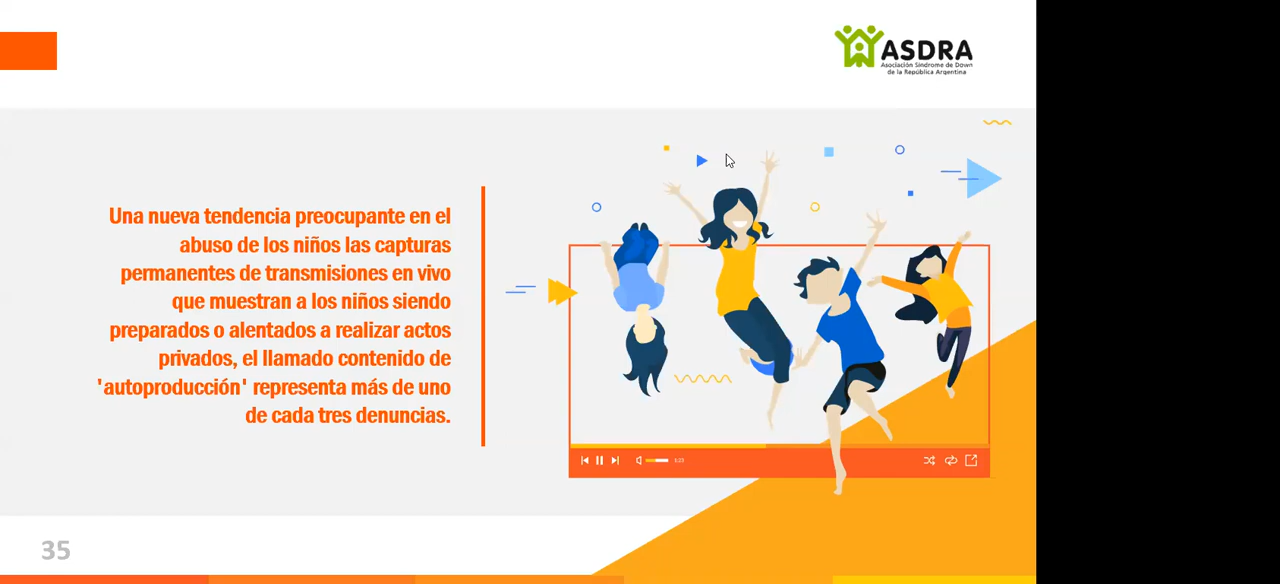 ASDRA
Asociación Síndrome de Down
de la República Argentina
Una nueva tendencia preocupante en el
abuso de los niños las capturas
permanentes de transmisiones en vivo
que muestran a los niños siendo
preparados o alentados a realizar actos
privados, el llamado contenido de
'autoproducción' representa más de uno
de cada tres denuncias.
1:23
35